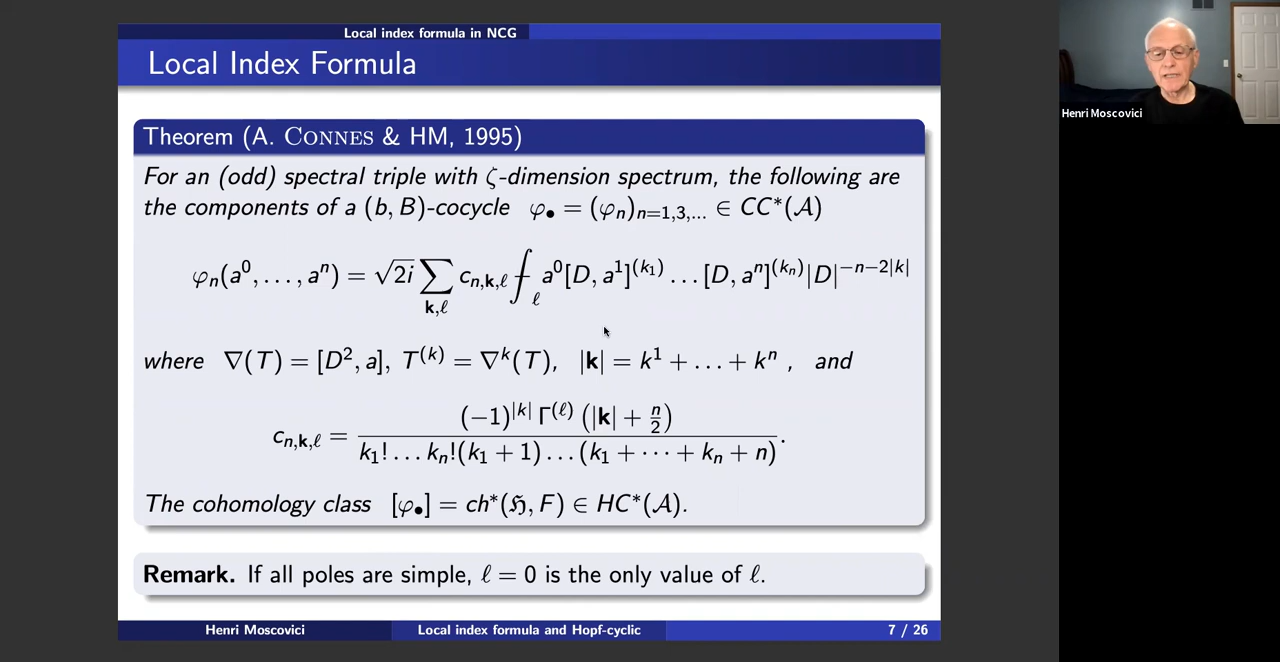 Local index formula in NCG
Local Index Formula
Theorem (A. CONNES & HM, 1995)
For an (odd) spectral triple with ζ-dimension spectrum, the following are
the components of a (b, B)-cocycle φ• = (φn)n=1,3,... ∈ CC*(𝒜)
φn(a⁰, . . . , aⁿ) = √2i ∑k,ℓ cn,k,ℓ ⨍ℓ a⁰[D, a¹]^(k₁) . . . [D, aⁿ]^(kₙ)|D|^−n−2|k|
where ∇(T) = [D², a], T^(k) = ∇ᵏ(T), |k| = k¹ + . . . + kⁿ , and
cn,k,ℓ = (−1)^|k| Γ^(ℓ) (|k| + n/2) / k₁! . . . kₙ!(k₁ + 1) . . . (k₁ + · · · + kₙ + n) .
The cohomology class [φ•] = ch*(ℌ, F) ∈ HC*(𝒜).
Remark. If all poles are simple, ℓ = 0 is the only value of ℓ.
Henri Moscovici Local index formula and Hopf-cyclic 7 / 26
Henri Moscovici